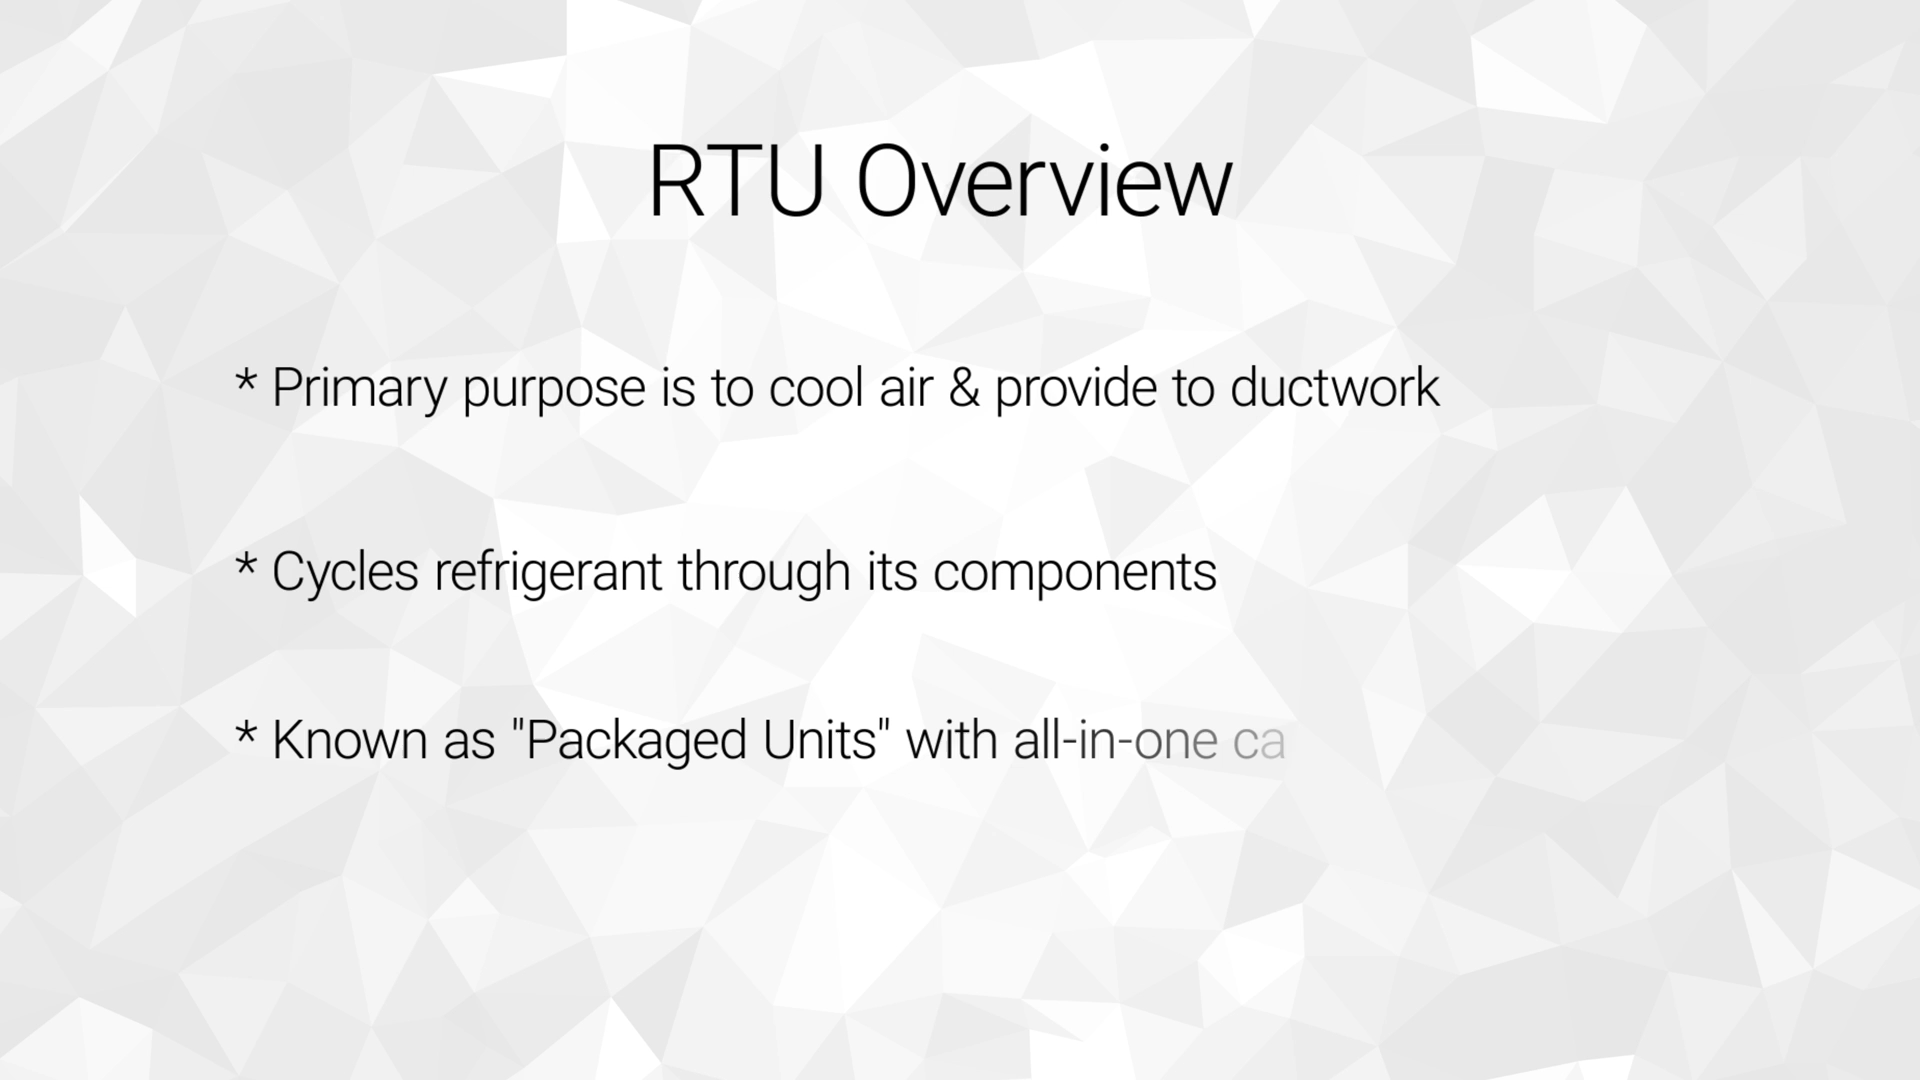 RTU Overview
* Primary purpose is to cool air & provide to ductwork
* Cycles refrigerant through its components
* Known as "Packaged Units" with all-in-one ca